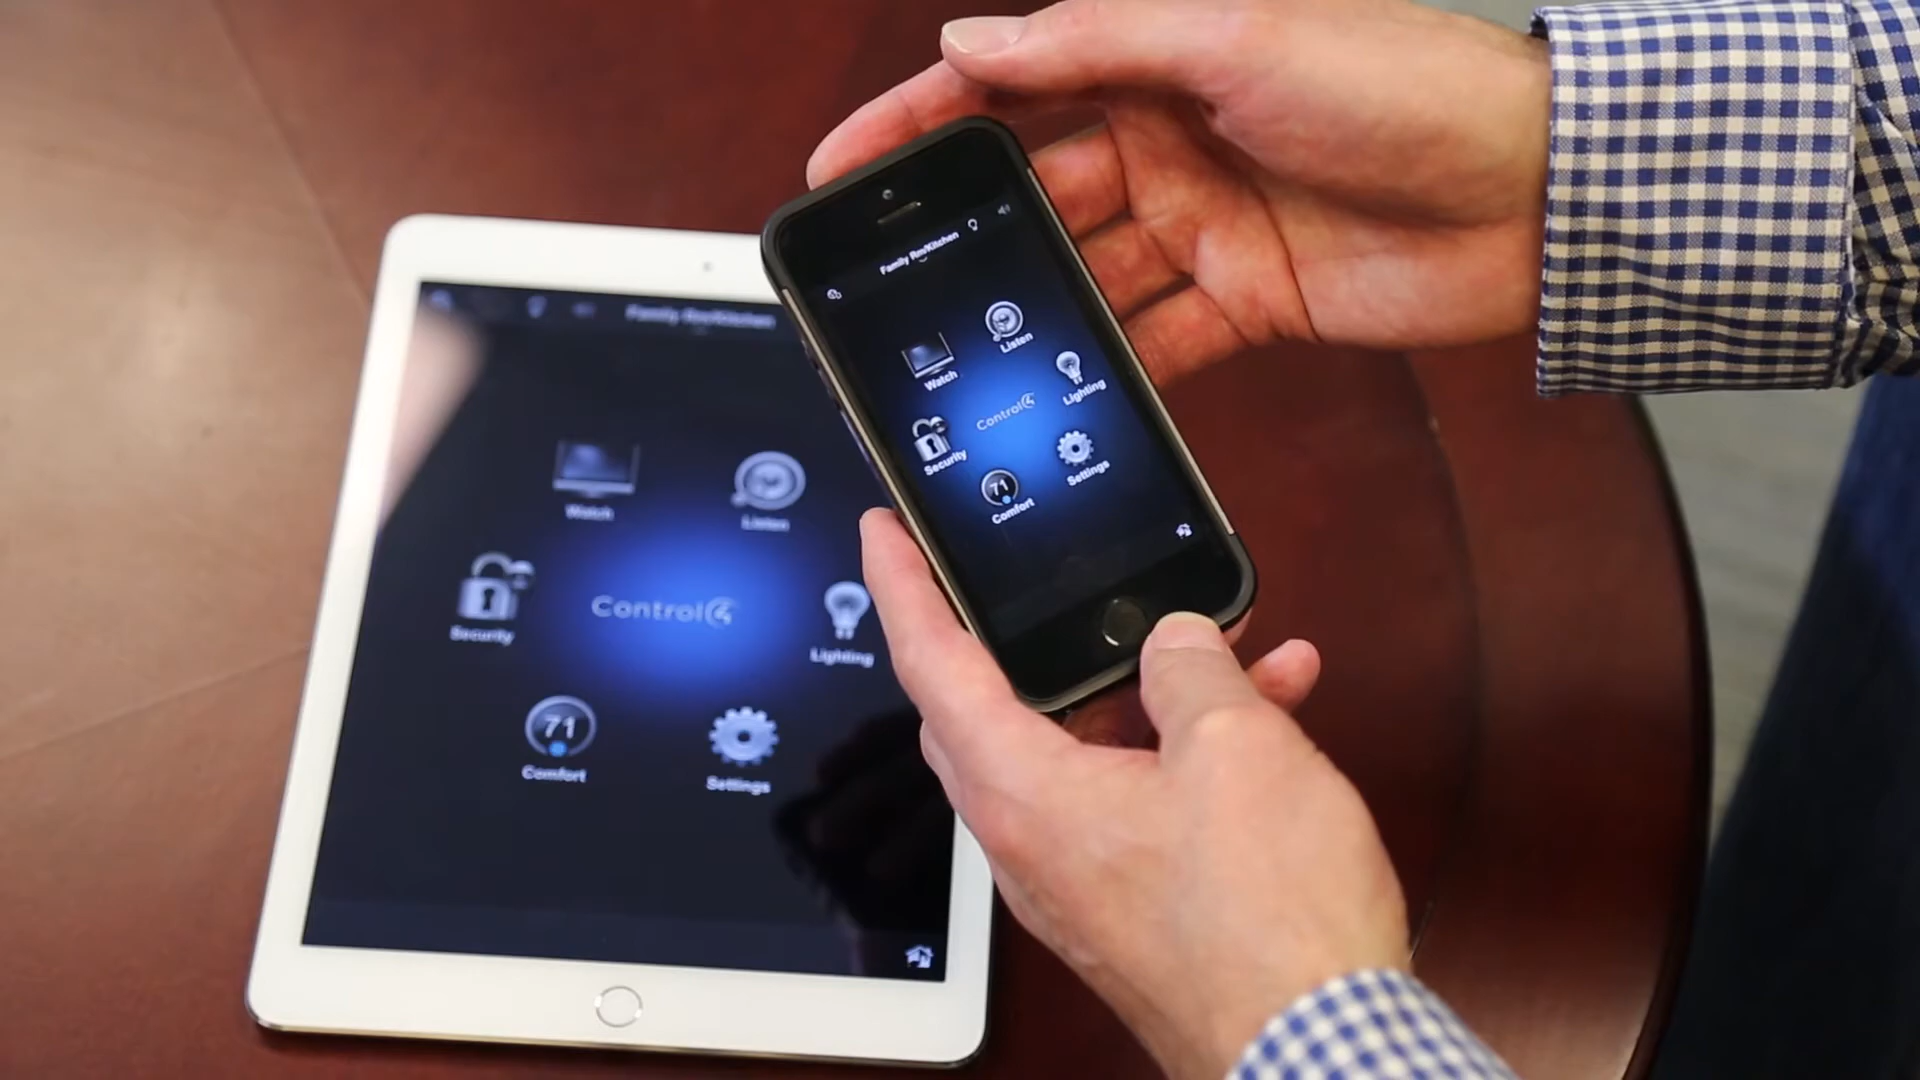 Family Rm/Kitchen
Watch
Listen
Security
Control4
Lighting
71
Comfort
Settings
Family Rm/Kitchen
Listen
Watch
Lighting
Control4
Security
Settings
71
Comfort